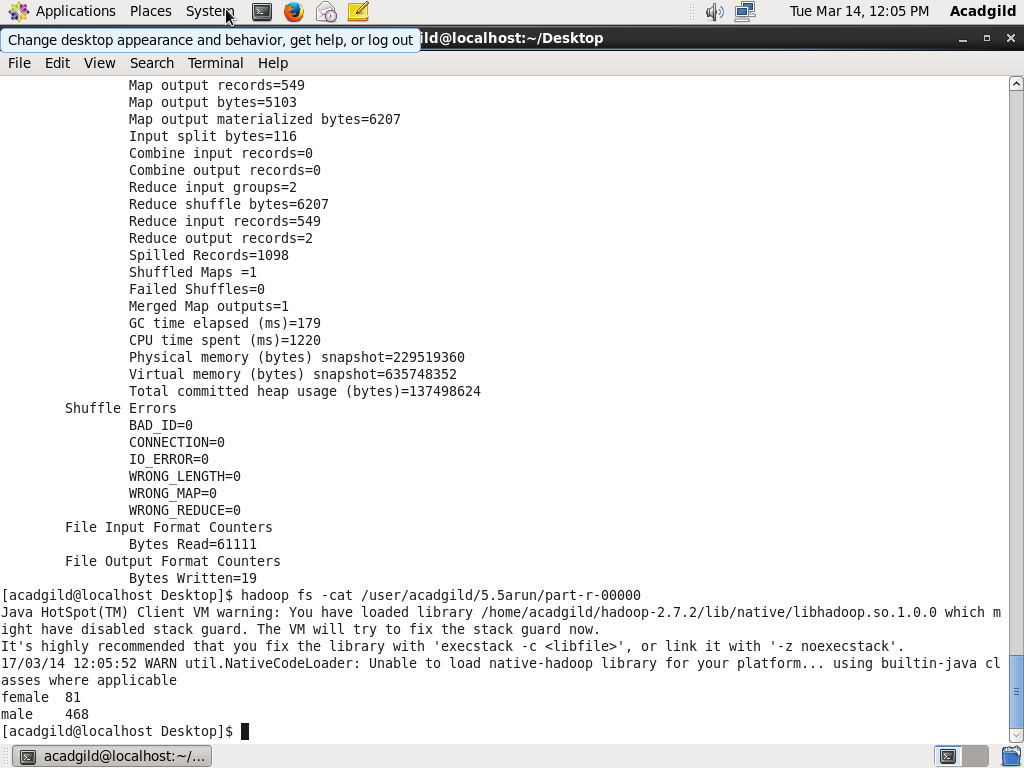 Applications Places System Tue Mar 14, 12:05 PM Acadgild
Change desktop appearance and behavior, get help, or log out
ild@localhost:~/Desktop
File Edit View Search Terminal Help
Map output records=549
Map output bytes=5103
Map output materialized bytes=6207
Input split bytes=116
Combine input records=0
Combine output records=0
Reduce input groups=2
Reduce shuffle bytes=6207
Reduce input records=549
Reduce output records=2
Spilled Records=1098
Shuffled Maps =1
Failed Shuffles=0
Merged Map outputs=1
GC time elapsed (ms)=179
CPU time spent (ms)=1220
Physical memory (bytes) snapshot=229519360
Virtual memory (bytes) snapshot=635748352
Total committed heap usage (bytes)=137498624
Shuffle Errors
BAD_ID=0
CONNECTION=0
IO_ERROR=0
WRONG_LENGTH=0
WRONG_MAP=0
WRONG_REDUCE=0
File Input Format Counters
Bytes Read=61111
File Output Format Counters
Bytes Written=19
[acadgild@localhost Desktop]$ hadoop fs -cat /user/acadgild/5.5arun/part-r-00000
Java HotSpot(TM) Client VM warning: You have loaded library /home/acadgild/hadoop-2.7.2/lib/native/libhadoop.so.1.0.0 which m
ight have disabled stack guard. The VM will try to fix the stack guard now.
It's highly recommended that you fix the library with 'execstack -c <libfile>', or link it with '-z noexecstack'.
17/03/14 12:05:52 WARN util.NativeCodeLoader: Unable to load native-hadoop library for your platform... using builtin-java cl
asses where applicable
female 81
male 468
[acadgild@localhost Desktop]$
acadgild@localhost:~/...